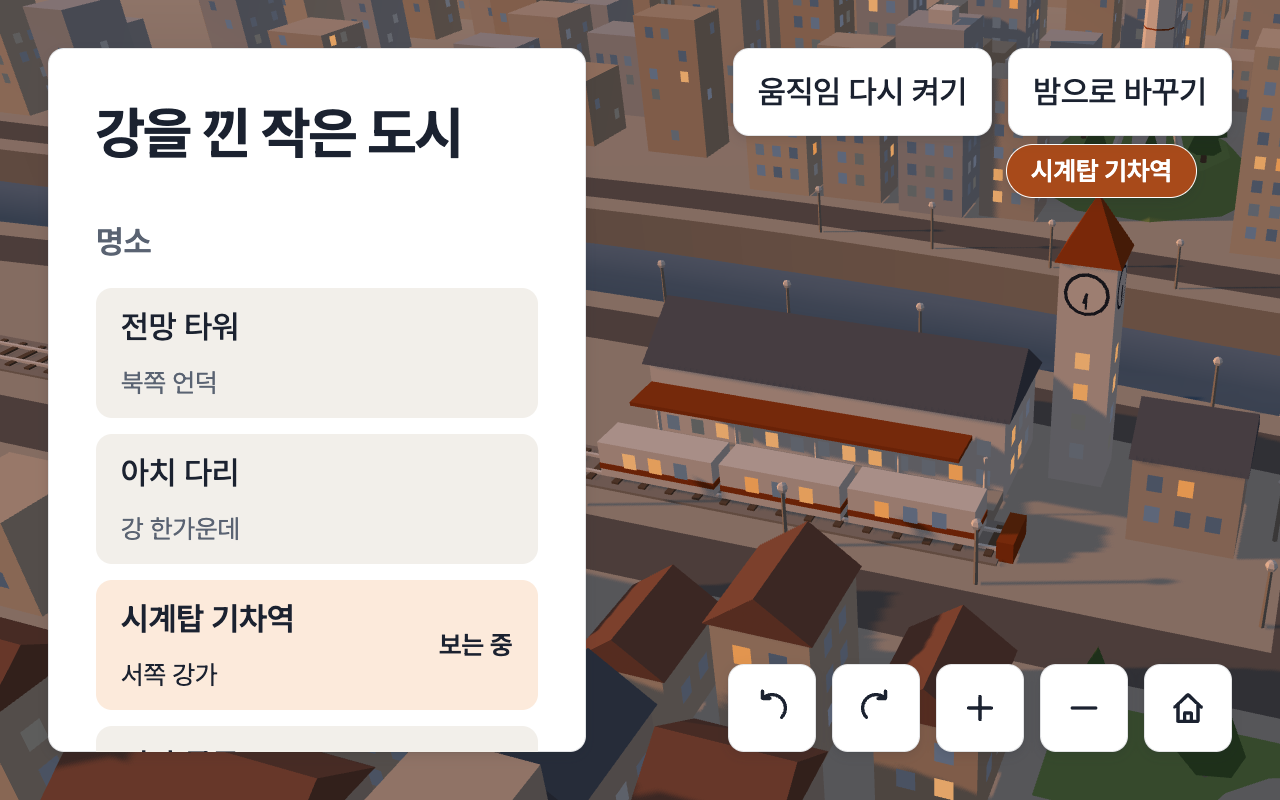 강을 낀 작은 도시
명소
전망 타워
북쪽 언덕
아치 다리
강 한가운데
시계탑 기차역
서쪽 강가
보는 중
움직임 다시 켜기
밤으로 바꾸기
시계탑 기차역